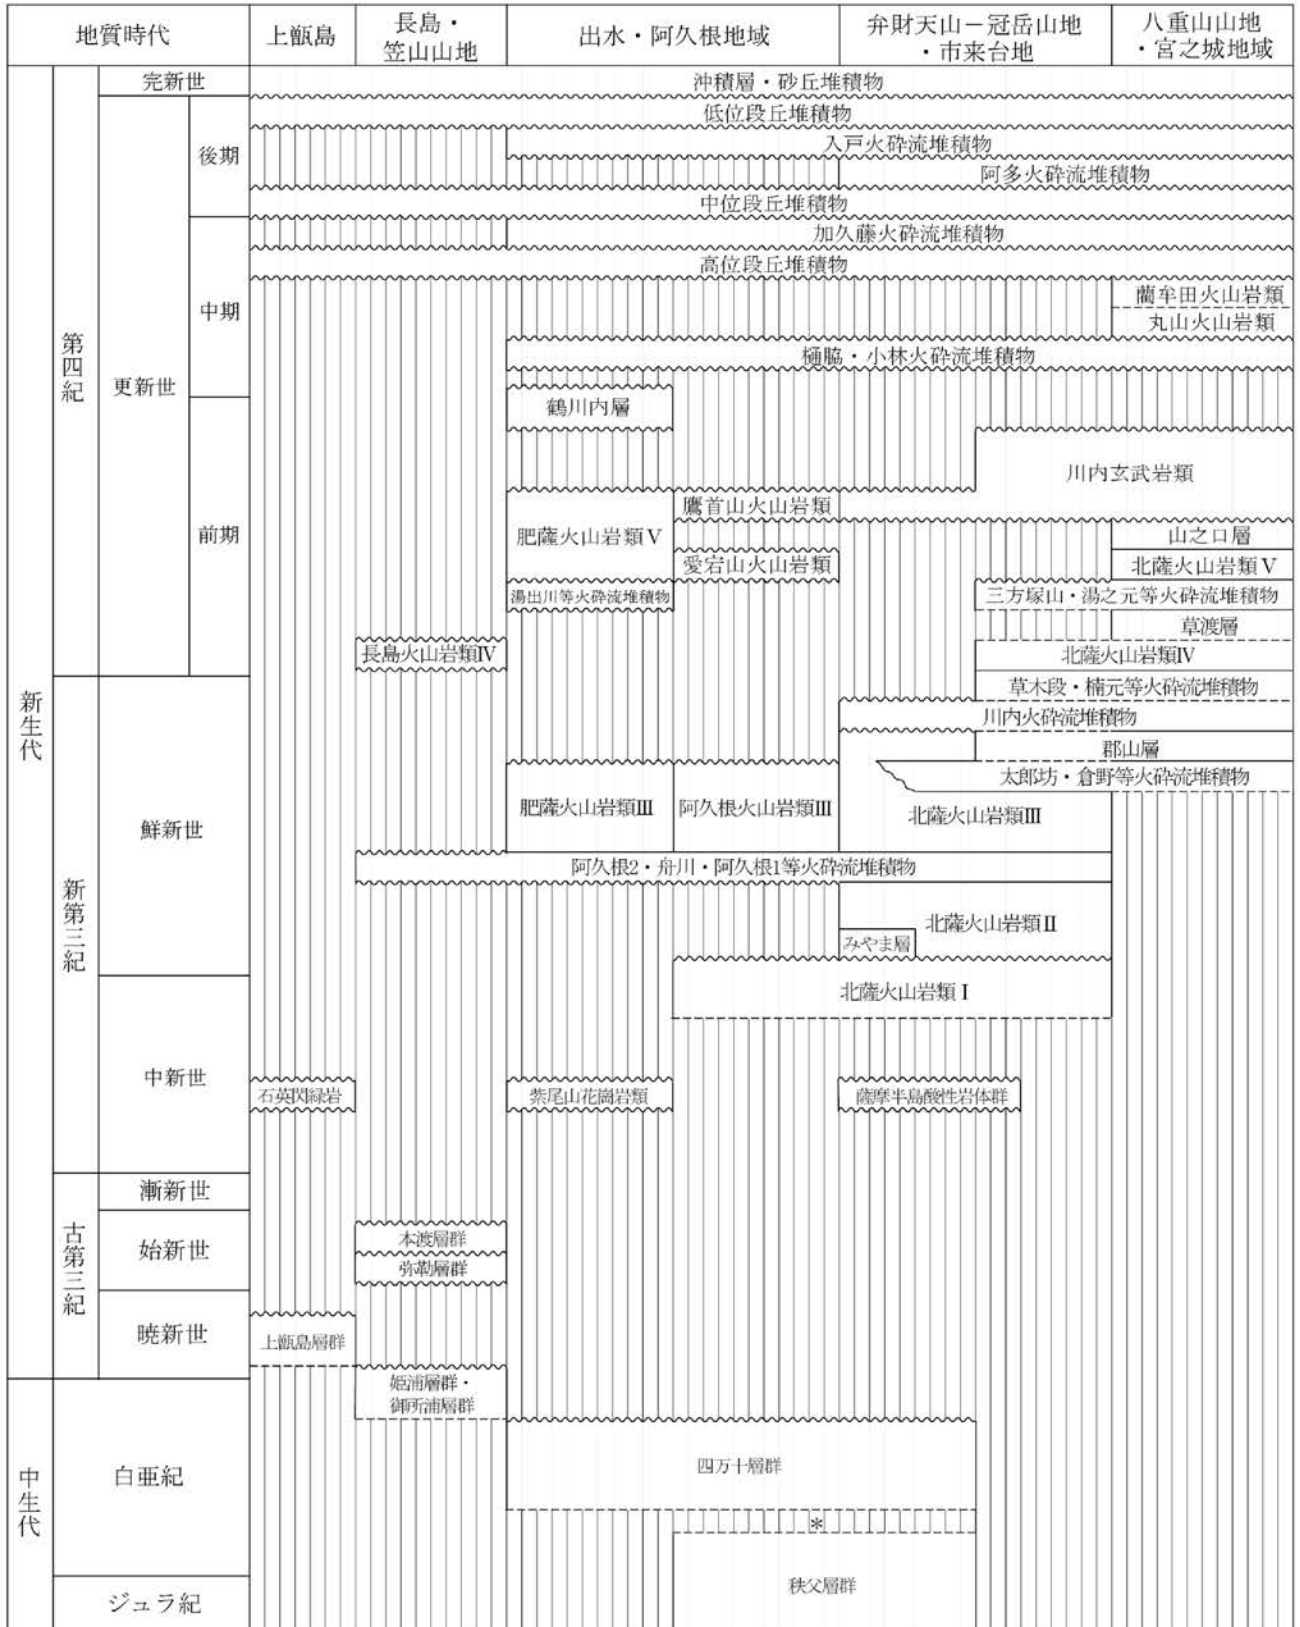 地質時代
上甑島
長島・
笠山山地
出水・阿久根地域
弁財天山－冠岳山地
・市来台地
八重山山地
・宮之城地域
新生代
第四紀
完新世
更新世
後期
中期
前期
新第三紀
鮮新世
中新世
古第三紀
漸新世
始新世
暁新世
中生代
白亜紀
ジュラ紀
沖積層・砂丘堆積物
低位段丘堆積物
入戸火砕流堆積物
阿多火砕流堆積物
中位段丘堆積物
加久藤火砕流堆積物
高位段丘堆積物
藺牟田火山岩類
丸山火山岩類
樋脇・小林火砕流堆積物
鶴川内層
川内玄武岩類
鷹首山火山岩類
肥薩火山岩類Ⅴ
山之口層
愛宕山火山岩類
北薩火山岩類Ⅴ
湯出川等火砕流堆積物
三方塚山・湯之元等火砕流堆積物
草渡層
長島火山岩類Ⅳ
北薩火山岩類Ⅳ
草木段・楠元等火砕流堆積物
川内火砕流堆積物
郡山層
太郎坊・倉野等火砕流堆積物
肥薩火山岩類Ⅲ
阿久根火山岩類Ⅲ
北薩火山岩類Ⅲ
阿久根2・舟川・阿久根1等火砕流堆積物
北薩火山岩類Ⅱ
みやま層
北薩火山岩類Ⅰ
石英閃緑岩
紫尾山花崗岩類
薩摩半島酸性岩体群
本渡層群
弥勒層群
上甑島層群
姫浦層群・
御所浦層群
四万十層群
*
秩父層群